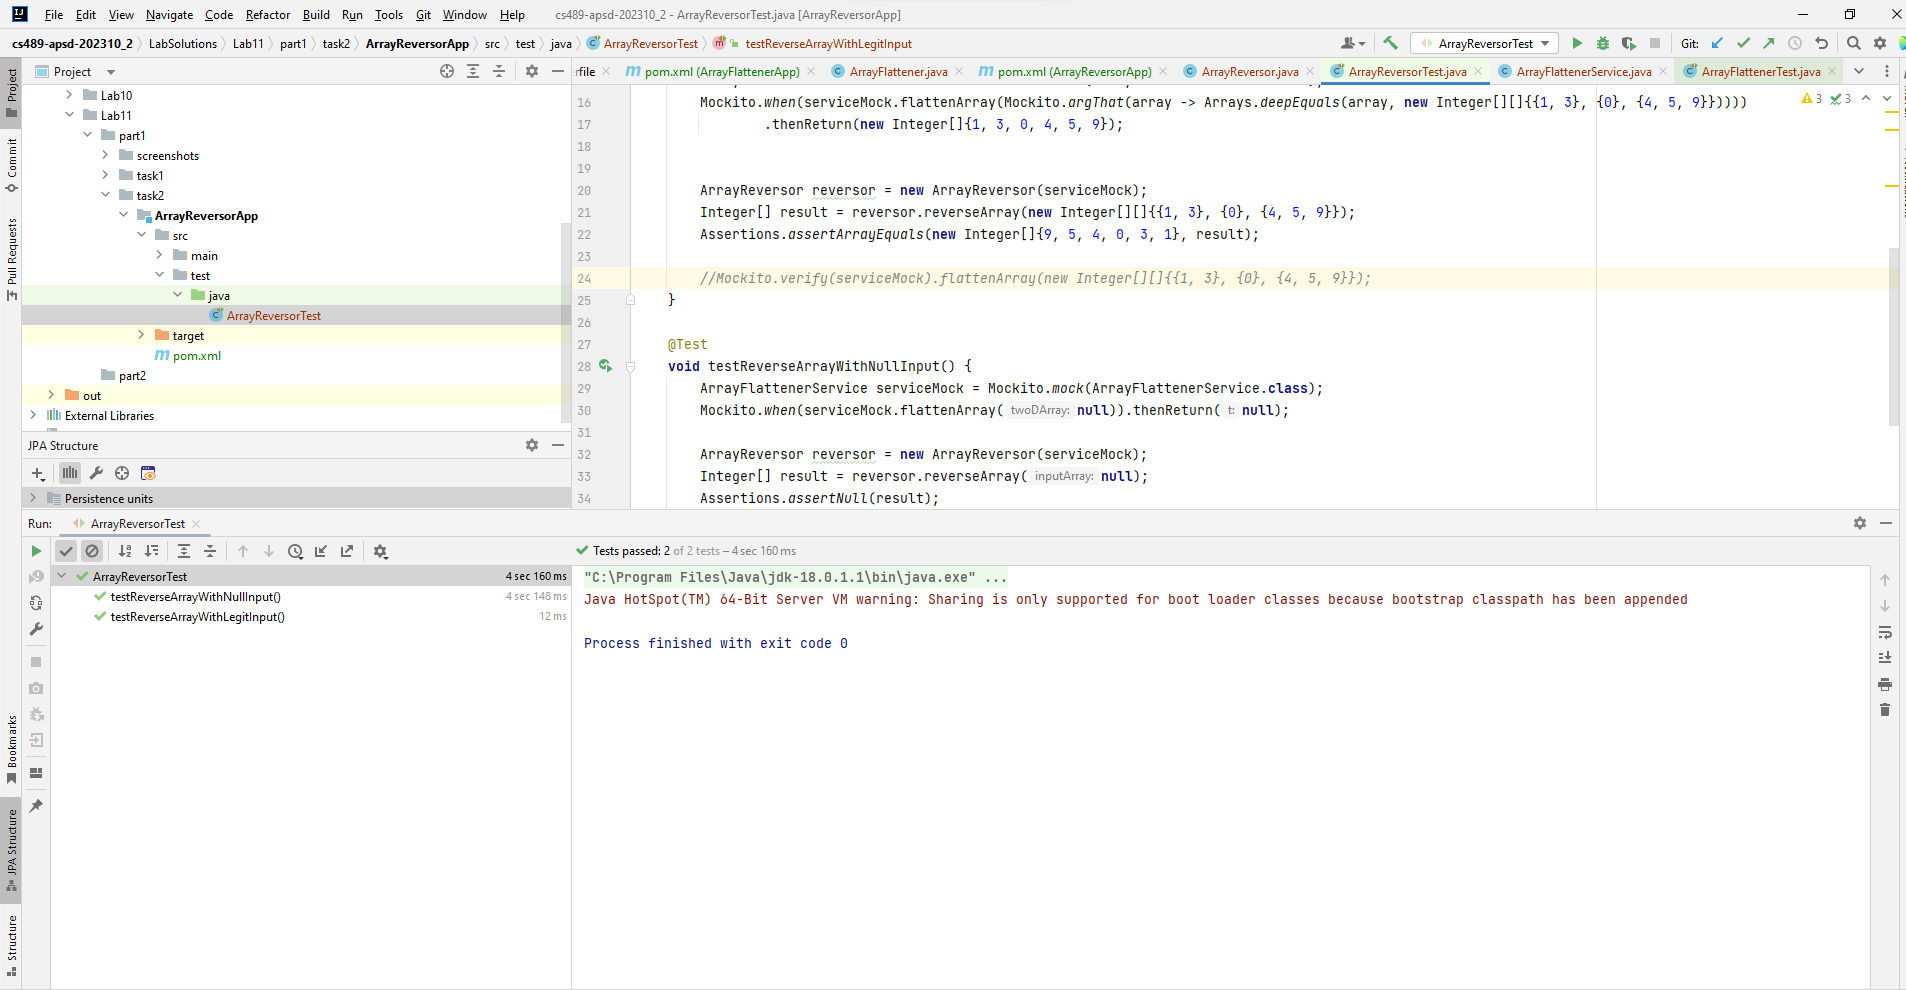 File Edit View Navigate Code Refactor Build Run Tools Git Window Help cs489-apsd-202310_2 - ArrayReversorTest.java [ArrayReversorApp]
cs489-apsd-202310_2 LabSolutions Lab11 part1 task2 ArrayReversorApp src test java ArrayReversorTest testReverseArrayWithLegitInput ArrayReversorTest Git:
Project
rfile pom.xml (ArrayFlattenerApp) ArrayFlattener.java pom.xml (ArrayReversorApp) ArrayReversor.java ArrayReversorTest.java ArrayFlattenerService.java ArrayFlattenerTest.java
Project
Commit
Pull Requests
Bookmarks
JPA Structure
Structure
Lab10
Lab11
part1
screenshots
task1
task2
ArrayReversorApp
src
main
test
java
ArrayReversorTest
target
pom.xml
part2
out
External Libraries
JPA Structure
Persistence units
3 3
16 Mockito.when(serviceMock.flattenArray(Mockito.argThat(array -> Arrays.deepEquals(array, new Integer[][]{{1, 3}, {0}, {4, 5, 9}}))))
17 .thenReturn(new Integer[]{1, 3, 0, 4, 5, 9});
18
19
20 ArrayReversor reversor = new ArrayReversor(serviceMock);
21 Integer[] result = reversor.reverseArray(new Integer[][]{{1, 3}, {0}, {4, 5, 9}});
22 Assertions.assertArrayEquals(new Integer[]{9, 5, 4, 0, 3, 1}, result);
23
24 //Mockito.verify(serviceMock).flattenArray(new Integer[][]{{1, 3}, {0}, {4, 5, 9}});
25 }
26
27 @Test
28 void testReverseArrayWithNullInput() {
29 ArrayFlattenerService serviceMock = Mockito.mock(ArrayFlattenerService.class);
30 Mockito.when(serviceMock.flattenArray( twoDArray: null)).thenReturn( t: null);
31
32 ArrayReversor reversor = new ArrayReversor(serviceMock);
33 Integer[] result = reversor.reverseArray( inputArray: null);
34 Assertions.assertNull(result);
Run: ArrayReversorTest
Tests passed: 2 of 2 tests – 4 sec 160 ms
ArrayReversorTest 4 sec 160 ms
testReverseArrayWithNullInput() 4 sec 148 ms
testReverseArrayWithLegitInput() 12 ms
"C:\Program Files\Java\jdk-18.0.1.1\bin\java.exe" ...
Java HotSpot(TM) 64-Bit Server VM warning: Sharing is only supported for boot loader classes because bootstrap classpath has been appended
Process finished with exit code 0